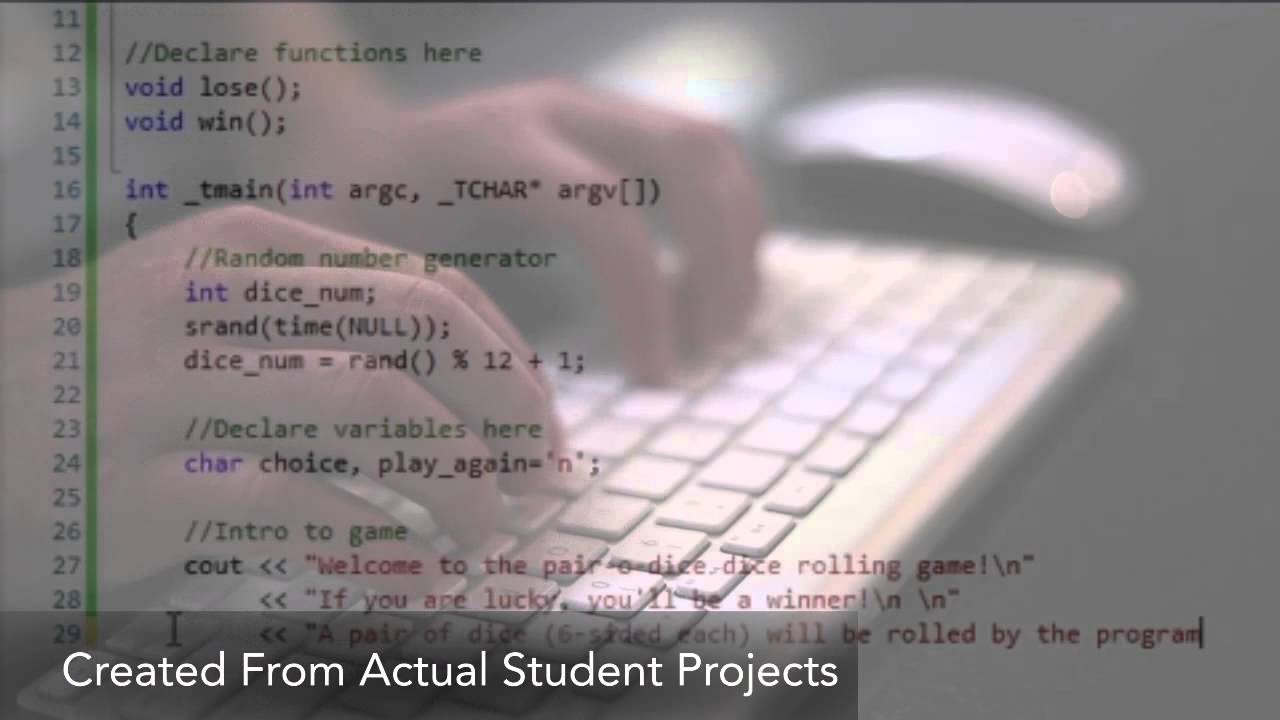 11
12 //Declare functions here
13 void lose();
14 void win();
15
16 int _tmain(int argc, _TCHAR* argv[])
17 {
18 //Random number generator
19 int dice_num;
20 srand(time(NULL));
21 dice_num = rand() % 12 + 1;
22
23 //Declare variables here
24 char choice, play_again='n';
25
26 //Intro to game
27 cout << "Welcome to the pair-o-dice dice rolling game!\n"
28 << "If you are lucky, you'll be a winner!\n \n"
29 << "A pair of dice (6-sided each) will be rolled by the program
Created From Actual Student Projects